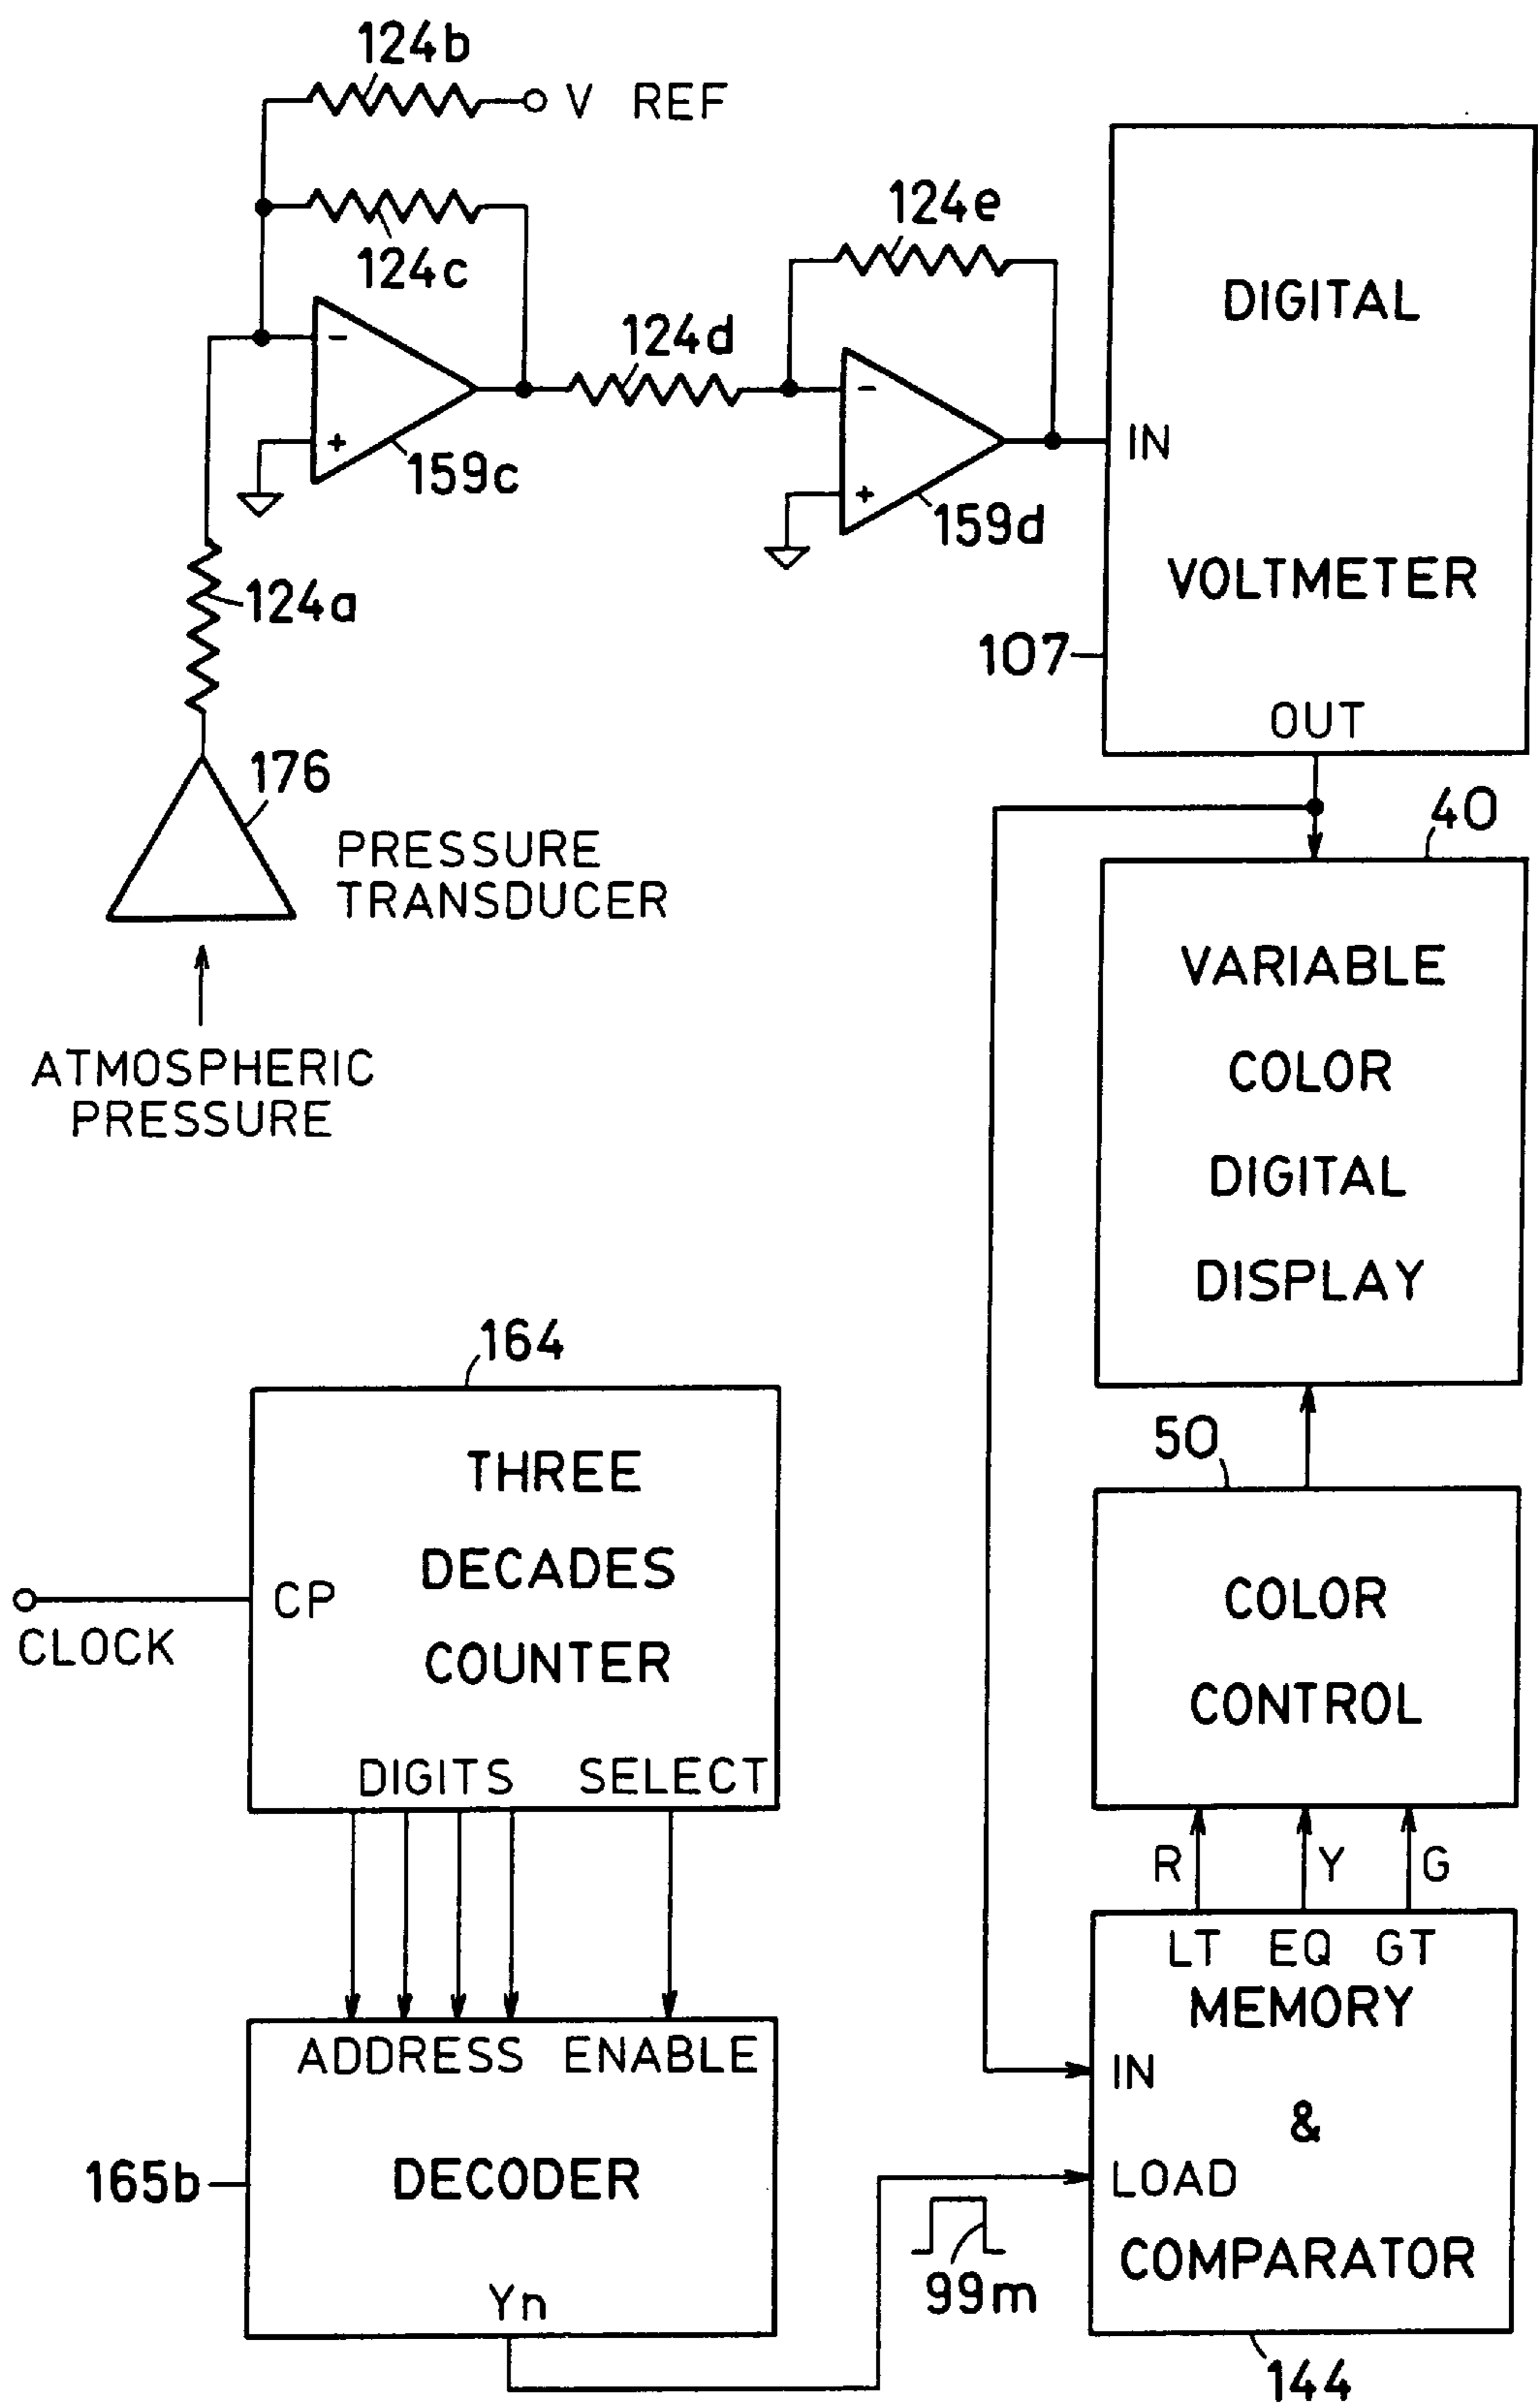 124b
V REF
124c
124e
124d
-
+
159c
-
+
159d
DIGITAL
IN
VOLTMETER
107
OUT
124a
176
PRESSURE
TRANSDUCER
ATMOSPHERIC
PRESSURE
40
VARIABLE
COLOR
DIGITAL
DISPLAY
164
THREE
DECADES
COUNTER
CP
CLOCK
DIGITS SELECT
50
COLOR
CONTROL
R Y G
ADDRESS ENABLE
DECODER
165b
Yn
99m
LT EQ GT
MEMORY
IN
&
LOAD
COMPARATOR
144